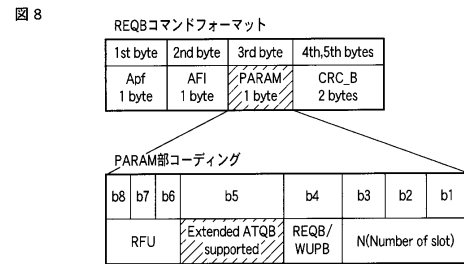 図8
REQBコマンドフォーマット
1st byte 2nd byte 3rd byte 4th,5th bytes
Apf AFI PARAM CRC_B
1 byte 1 byte 1 byte 2 bytes
PARAM部コーディング
b8 b7 b6 b5 b4 b3 b2 b1
RFU Extended ATQB supported REQB/ WUPB N(Number of slot)